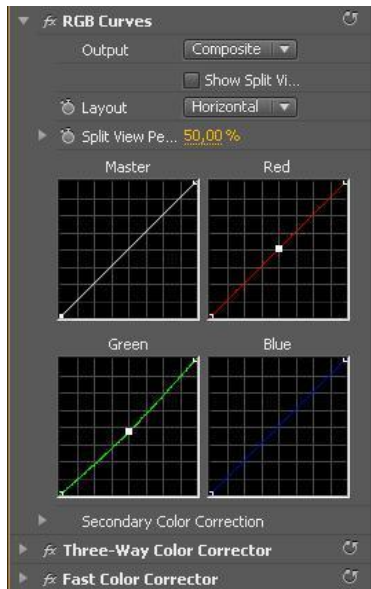 fx RGB Curves
Output Composite
Show Split Vi...
Layout Horizontal
Split View Pe... 50,00 %
Master Red
Green Blue
Secondary Color Correction
fx Three-Way Color Corrector
fx Fast Color Corrector